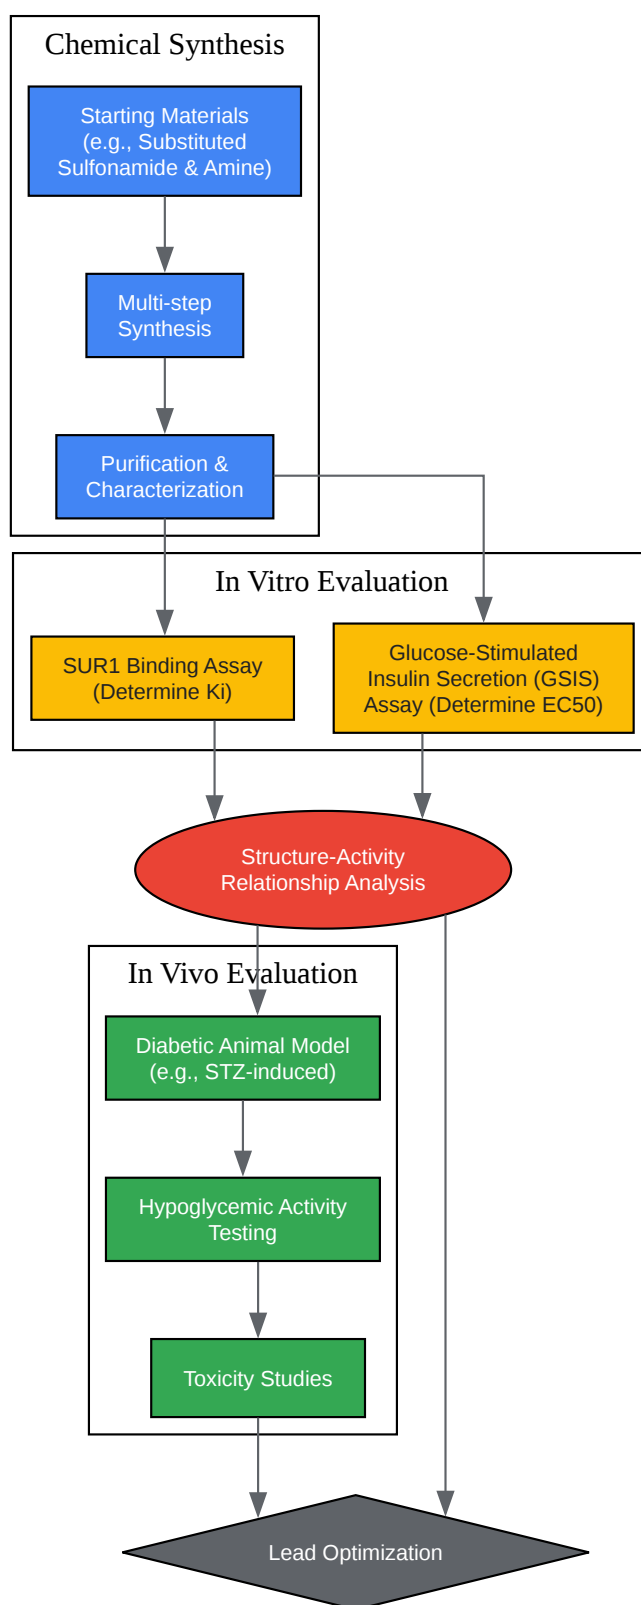 Chemical Synthesis
Starting Materials
(e.g., Substituted
Sulfonamide & Amine)
Multi-step
Synthesis
Purification &
Characterization
In Vitro Evaluation
SUR1 Binding Assay
(Determine Ki)
Glucose-Stimulated
Insulin Secretion (GSIS)
Assay (Determine EC50)
Structure-Activity
Relationship Analysis
In Vivo Evaluation
Diabetic Animal Model
(e.g., STZ-induced)
Hypoglycemic Activity
Testing
Toxicity Studies
Lead Optimization